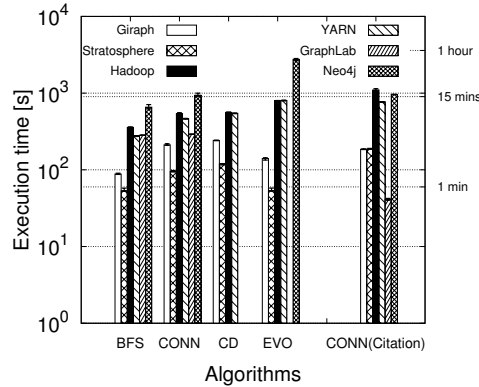 Giraph
Stratosphere
Hadoop
YARN
GraphLab
Neo4j
Execution time [s]
10^4
10^3
10^2
10^1
10^0
1 hour
15 mins
1 min
BFS CONN CD EVO CONN(Citation)
Algorithms